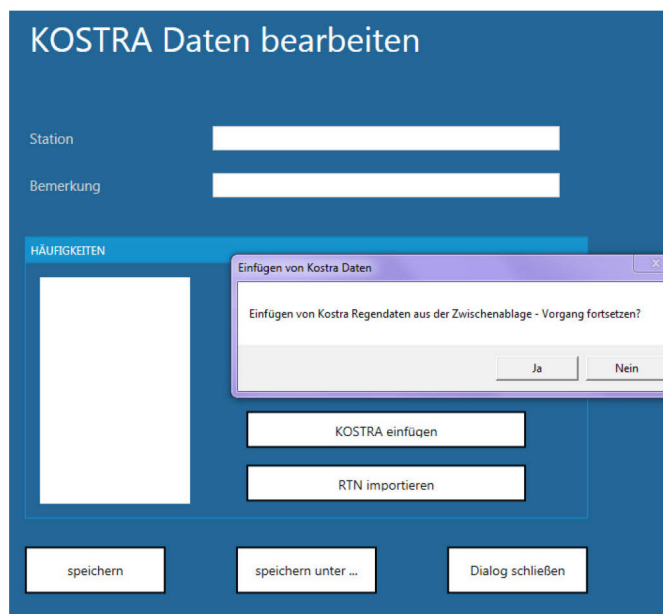 KOSTRA Daten bearbeiten
Station
Bemerkung
HÄUFIGKEITEN
Einfügen von Kostra Daten
Einfügen von Kostra Regendaten aus der Zwischenablage - Vorgang fortsetzen?
Ja Nein
KOSTRA einfügen
RTN importieren
speichern speichern unter ... Dialog schließen